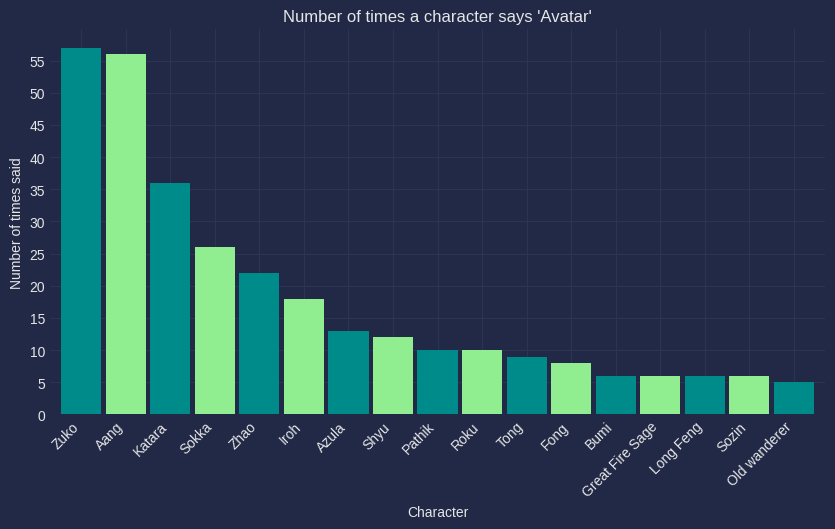 Number of times a character says 'Avatar'
Number of times said
55
50
45
40
35
30
25
20
15
10
5
0
Zuko
Aang
Katara
Sokka
Zhao
Iroh
Azula
Shyu
Pathik
Roku
Tong
Fong
Bumi
Great Fire Sage
Long Feng
Sozin
Old wanderer
Character